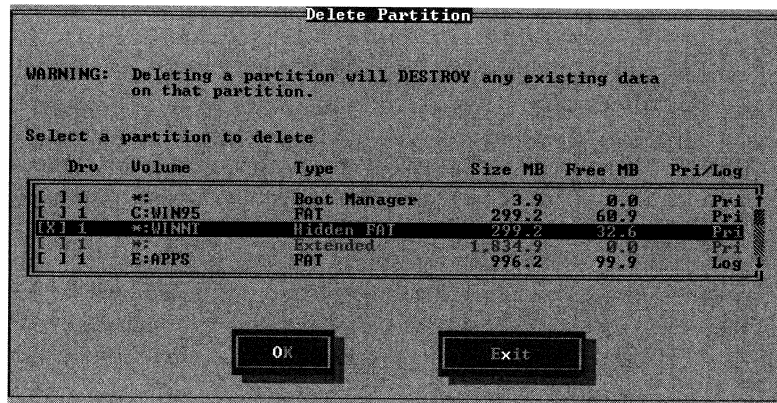 Delete Partition
WARNING: Deleting a partition will DESTROY any existing data
on that partition.
Select a partition to delete
Drv Volume Type Size MB Free MB Pri/Log
[ ] 1 *: Boot Manager 3.9 0.0 Pri
[ ] 1 C:WIN95 FAT 299.2 60.9 Pri
[X] 1 *:WINNT Hidden FAT 299.2 32.6 Pri
[ ] 1 *: Extended 1,834.9 0.0 Pri
[ ] 1 E:APPS FAT 996.2 99.9 Log
OK Exit